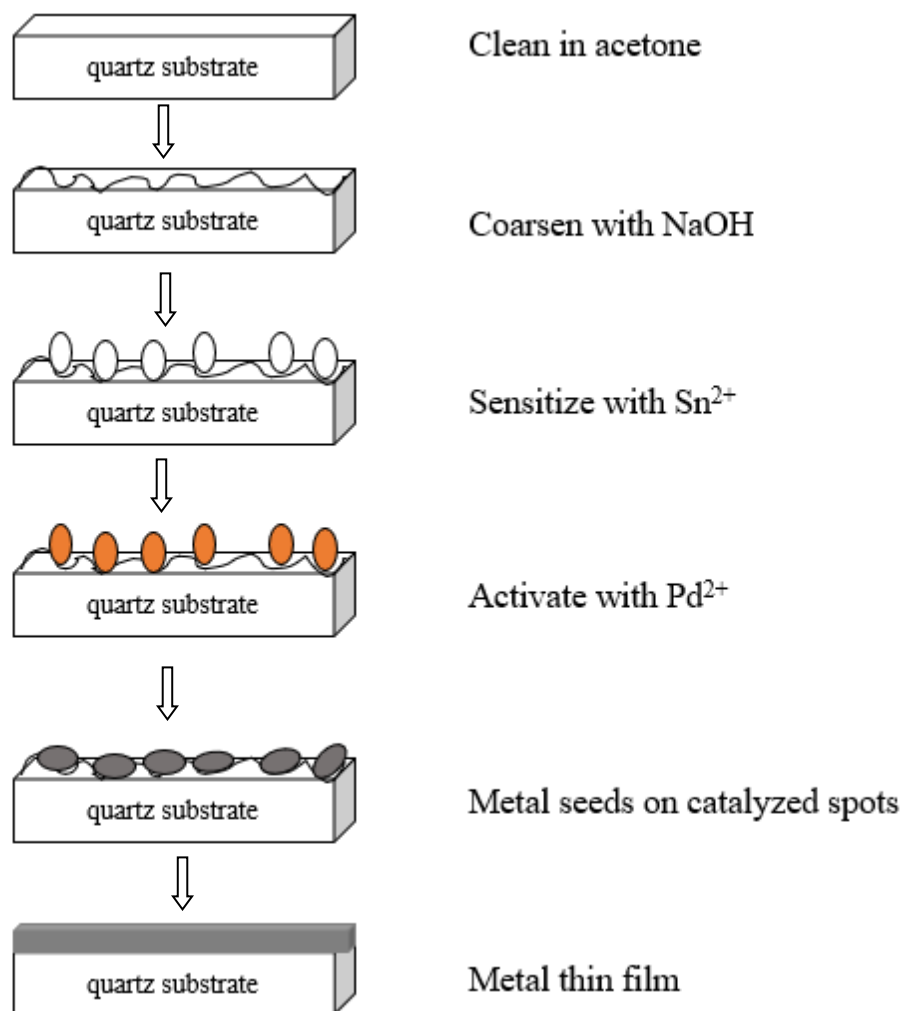 Clean in acetone
quartz substrate
Coarsen with NaOH
quartz substrate
Sensitize with Sn²⁺
quartz substrate
Activate with Pd²⁺
quartz substrate
Metal seeds on catalyzed spots
quartz substrate
Metal thin film
quartz substrate